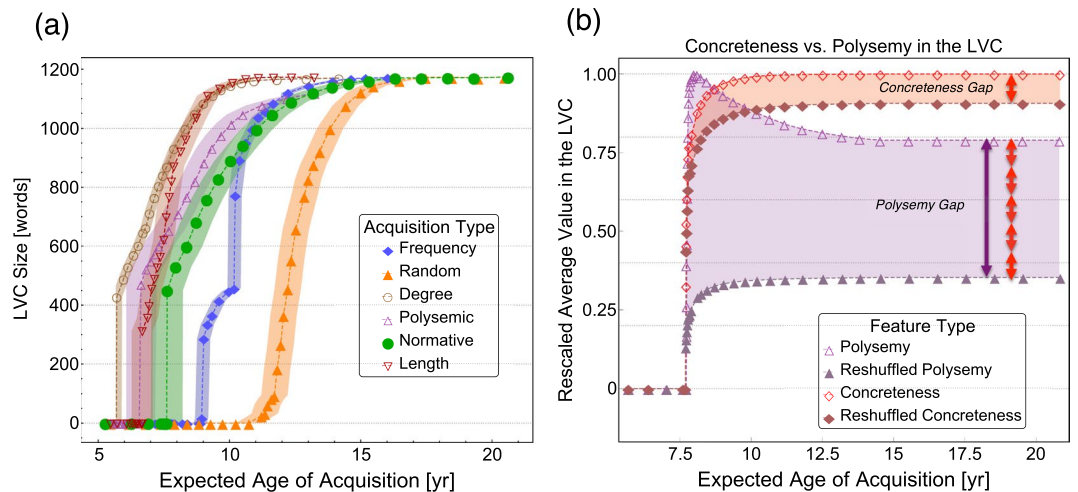 (a)
1200
1000
800
600
400
200
0
LVC Size [words]
5
10
15
20
Expected Age of Acquisition [yr]
Acquisition Type
Frequency
Random
Degree
Polysemic
Normative
Length
(b)
Concreteness vs. Polysemy in the LVC
1.00
0.75
0.50
0.25
0
Rescaled Average Value in the LVC
7.5
10
12.5
15
17.5
20
Expected Age of Acquisition [yr]
Concreteness Gap
Polysemy Gap
Feature Type
Polysemy
Reshuffled Polysemy
Concreteness
Reshuffled Concreteness